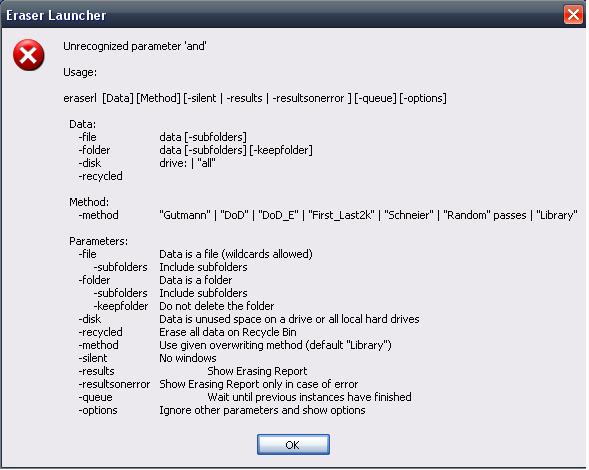 Eraser Launcher
Unrecognized parameter 'and'
Usage:
eraserl [Data] [Method] [-silent | -results | -resultsonerror ] [-queue] [-options]
Data:
-file data [-subfolders]
-folder data [-subfolders] [-keepfolder]
-disk drive: | "all"
-recycled
Method:
-method "Gutmann" | "DoD" | "DoD_E" | "First_Last2k" | "Schneier" | "Random" passes | "Library"
Parameters:
-file Data is a file (wildcards allowed)
-subfolders Include subfolders
-folder Data is a folder
-subfolders Include subfolders
-keepfolder Do not delete the folder
-disk Data is unused space on a drive or all local hard drives
-recycled Erase all data on Recycle Bin
-method Use given overwriting method (default "Library")
-silent No windows
-results Show Erasing Report
-resultsonerror Show Erasing Report only in case of error
-queue Wait until previous instances have finished
-options Ignore other parameters and show options
OK